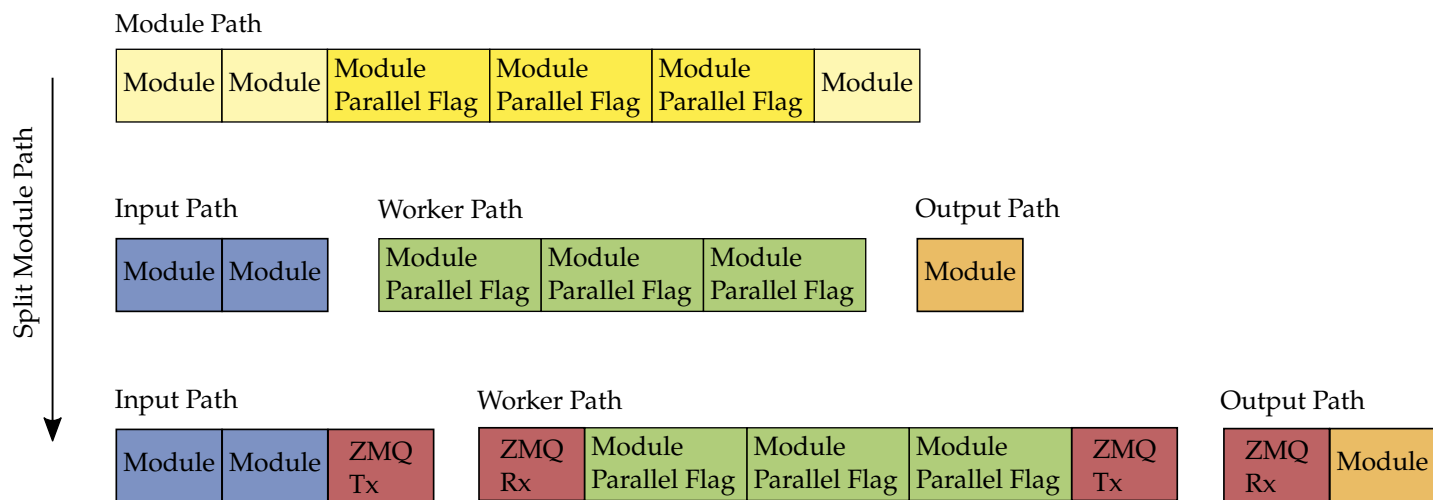 Module Path
Module Module Module Parallel Flag Module Parallel Flag Module Parallel Flag Module
Split Module Path
Input Path Worker Path Output Path
Module Module Module Parallel Flag Module Parallel Flag Module Parallel Flag Module
Input Path Worker Path Output Path
Module Module ZMQ Tx ZMQ Rx Module Parallel Flag Module Parallel Flag Module Parallel Flag ZMQ Tx ZMQ Rx Module